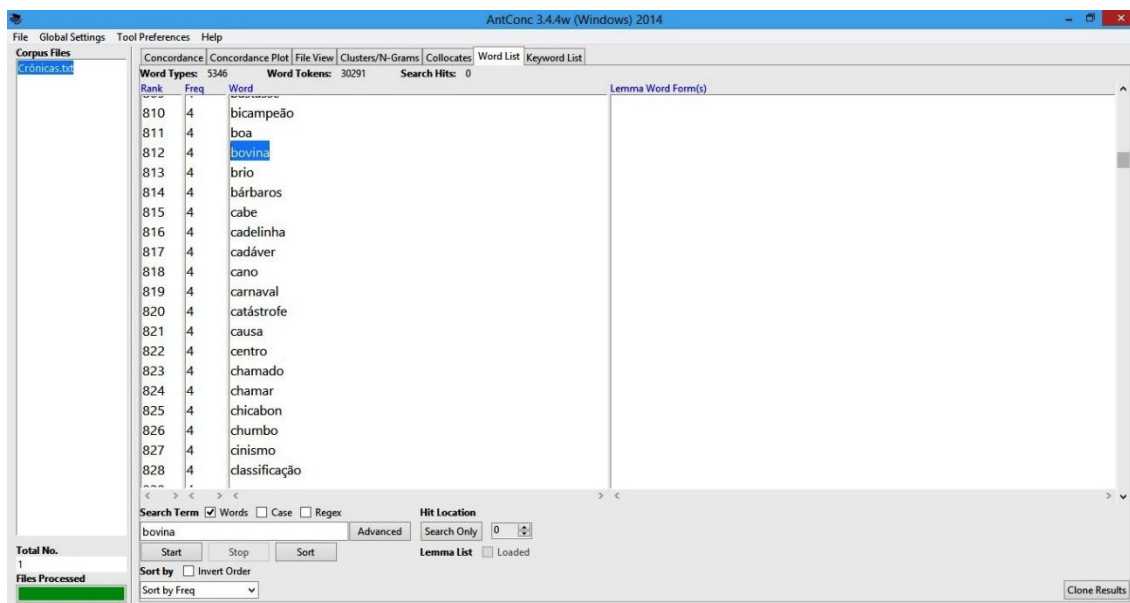 AntConc 3.4.4w (Windows) 2014
File Global Settings Tool Preferences Help
Corpus Files
Crônicas.txt
Concordance Concordance Plot File View Clusters/N-Grams Collocates Word List Keyword List
Word Types: 5346 Word Tokens: 30291 Search Hits: 0
Rank Freq Word Lemma Word Form(s)
810 4 bicampeão
811 4 boa
812 4 bovina
813 4 brio
814 4 bárbaros
815 4 cabe
816 4 cadelinha
817 4 cadáver
818 4 cano
819 4 carnaval
820 4 catástrofe
821 4 causa
822 4 centro
823 4 chamado
824 4 chamar
825 4 chicabon
826 4 chumbo
827 4 cinismo
828 4 classificação
Search Term Words Case Regex Hit Location
bovina Advanced Search Only 0
Start Stop Sort Lemma List Loaded
Total No.
1
Files Processed
Sort by Invert Order
Sort by Freq Clone Results